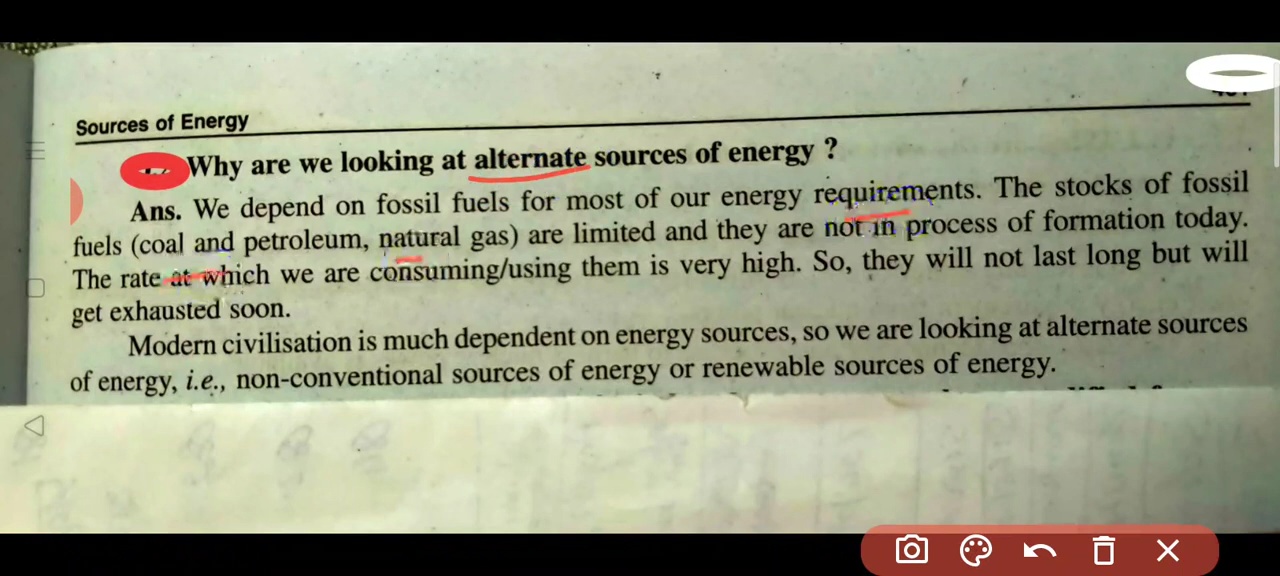 Sources of Energy
Why are we looking at alternate sources of energy ?
Ans. We depend on fossil fuels for most of our energy requirements. The stocks of fossil
fuels (coal and petroleum, natural gas) are limited and they are not in process of formation today.
The rate at which we are consuming/using them is very high. So, they will not last long but will
get exhausted soon.
Modern civilisation is much dependent on energy sources, so we are looking at alternate sources
of energy, i.e., non-conventional sources of energy or renewable sources of energy.